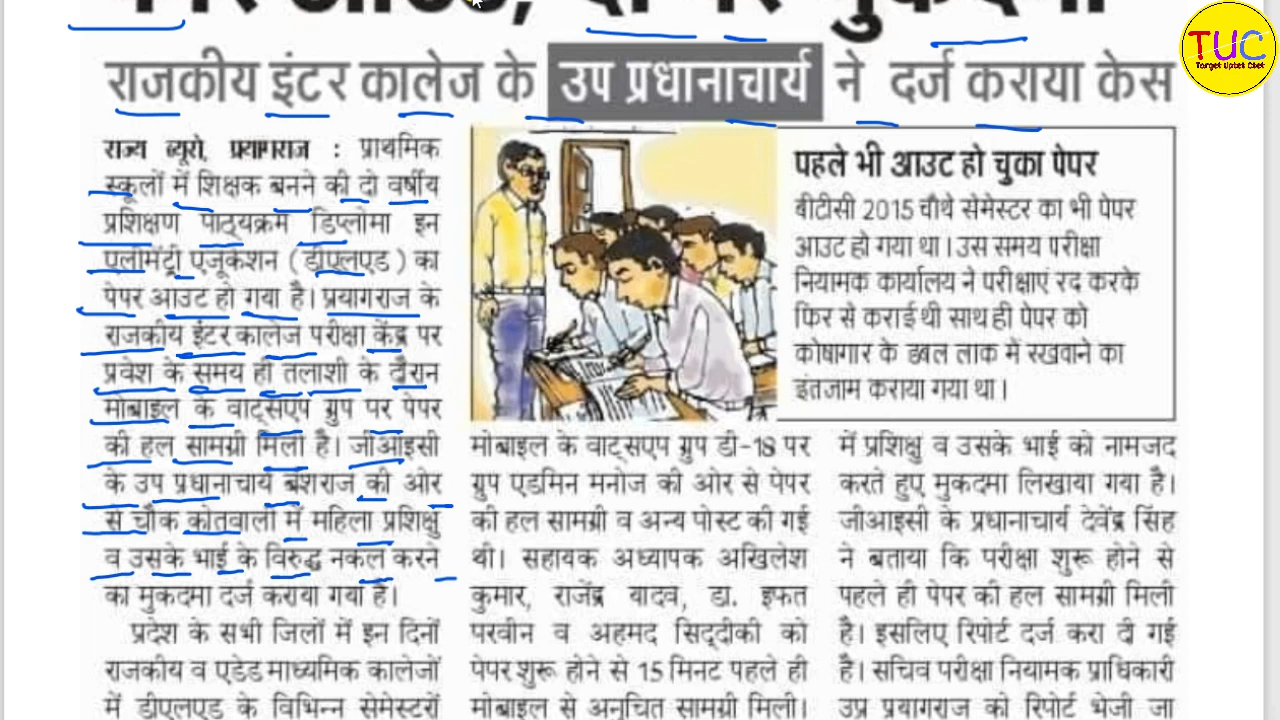 राजकीय इंटर कालेज के उप प्रधानाचार्य ने दर्ज कराया केस
TUC
Target Uptet Ctet
राज्य ब्यूरो, प्रयागराज : प्राथमिक
स्कूलों में शिक्षक बनने की दो वर्षीय
प्रशिक्षण पाठ्यक्रम डिप्लोमा इन
एलीमेंट्री एजूकेशन (डीएलएड) का
पेपर आउट हो गया है। प्रयागराज के
राजकीय इंटर कालेज परीक्षा केंद्र पर
प्रवेश के समय ही तलाशी के दौरान
मोबाइल के वाट्सएप ग्रुप पर पेपर
की हल सामग्री मिली है। जीआइसी
के उप प्रधानाचार्य बंशराज की ओर
से चौक कोतवाली में महिला प्रशिक्षु
व उसके भाई के विरुद्ध नकल करने
का मुकदमा दर्ज कराया गया है।
प्रदेश के सभी जिलों में इन दिनों
राजकीय व एडेड माध्यमिक कालेजों
में डीएलएड के विभिन्न सेमेस्टरों
पहले भी आउट हो चुका पेपर
बीटीसी 2015 चौथे सेमेस्टर का भी पेपर
आउट हो गया था। उस समय परीक्षा
नियामक कार्यालय ने परीक्षाएं रद करके
फिर से कराई थी साथ ही पेपर को
कोषागार के डबल लाक में रखवाने का
इंतजाम कराया गया था।
मोबाइल के वाट्सएप ग्रुप डी-18 पर
ग्रुप एडमिन मनोज की ओर से पेपर
की हल सामग्री व अन्य पोस्ट की गई
थी। सहायक अध्यापक अखिलेश
कुमार, राजेंद्र यादव, डा. इफत
परवीन व अहमद सिद्दीकी को
पेपर शुरू होने से 15 मिनट पहले ही
मोबाइल से अनुचित सामग्री मिली।
में प्रशिक्षु व उसके भाई को नामजद
करते हुए मुकदमा लिखाया गया है।
जीआइसी के प्रधानाचार्य देवेंद्र सिंह
ने बताया कि परीक्षा शुरू होने से
पहले ही पेपर की हल सामग्री मिली
है। इसलिए रिपोर्ट दर्ज करा दी गई
है। सचिव परीक्षा नियामक प्राधिकारी
उप्र प्रयागराज को रिपोर्ट भेजी जा